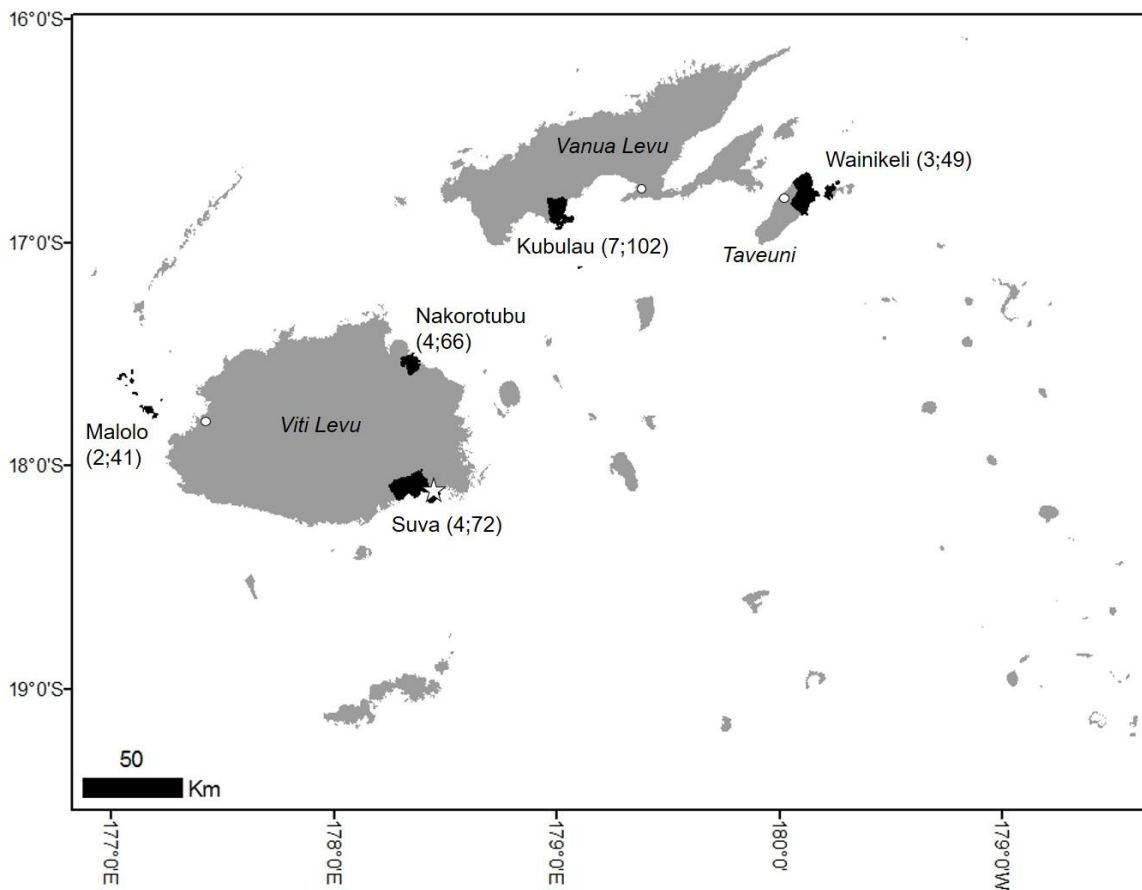 16°0'S
Vanua Levu
Wainikeli (3;49)
17°0'S
Kubulau (7;102)
Taveuni
Nakorotubu
(4;66)
Viti Levu
Malolo
(2;41)
18°0'S
Suva (4;72)
19°0'S
50
Km
177°0'E
178°0'E
179°0'E
180°0'
179°0'W